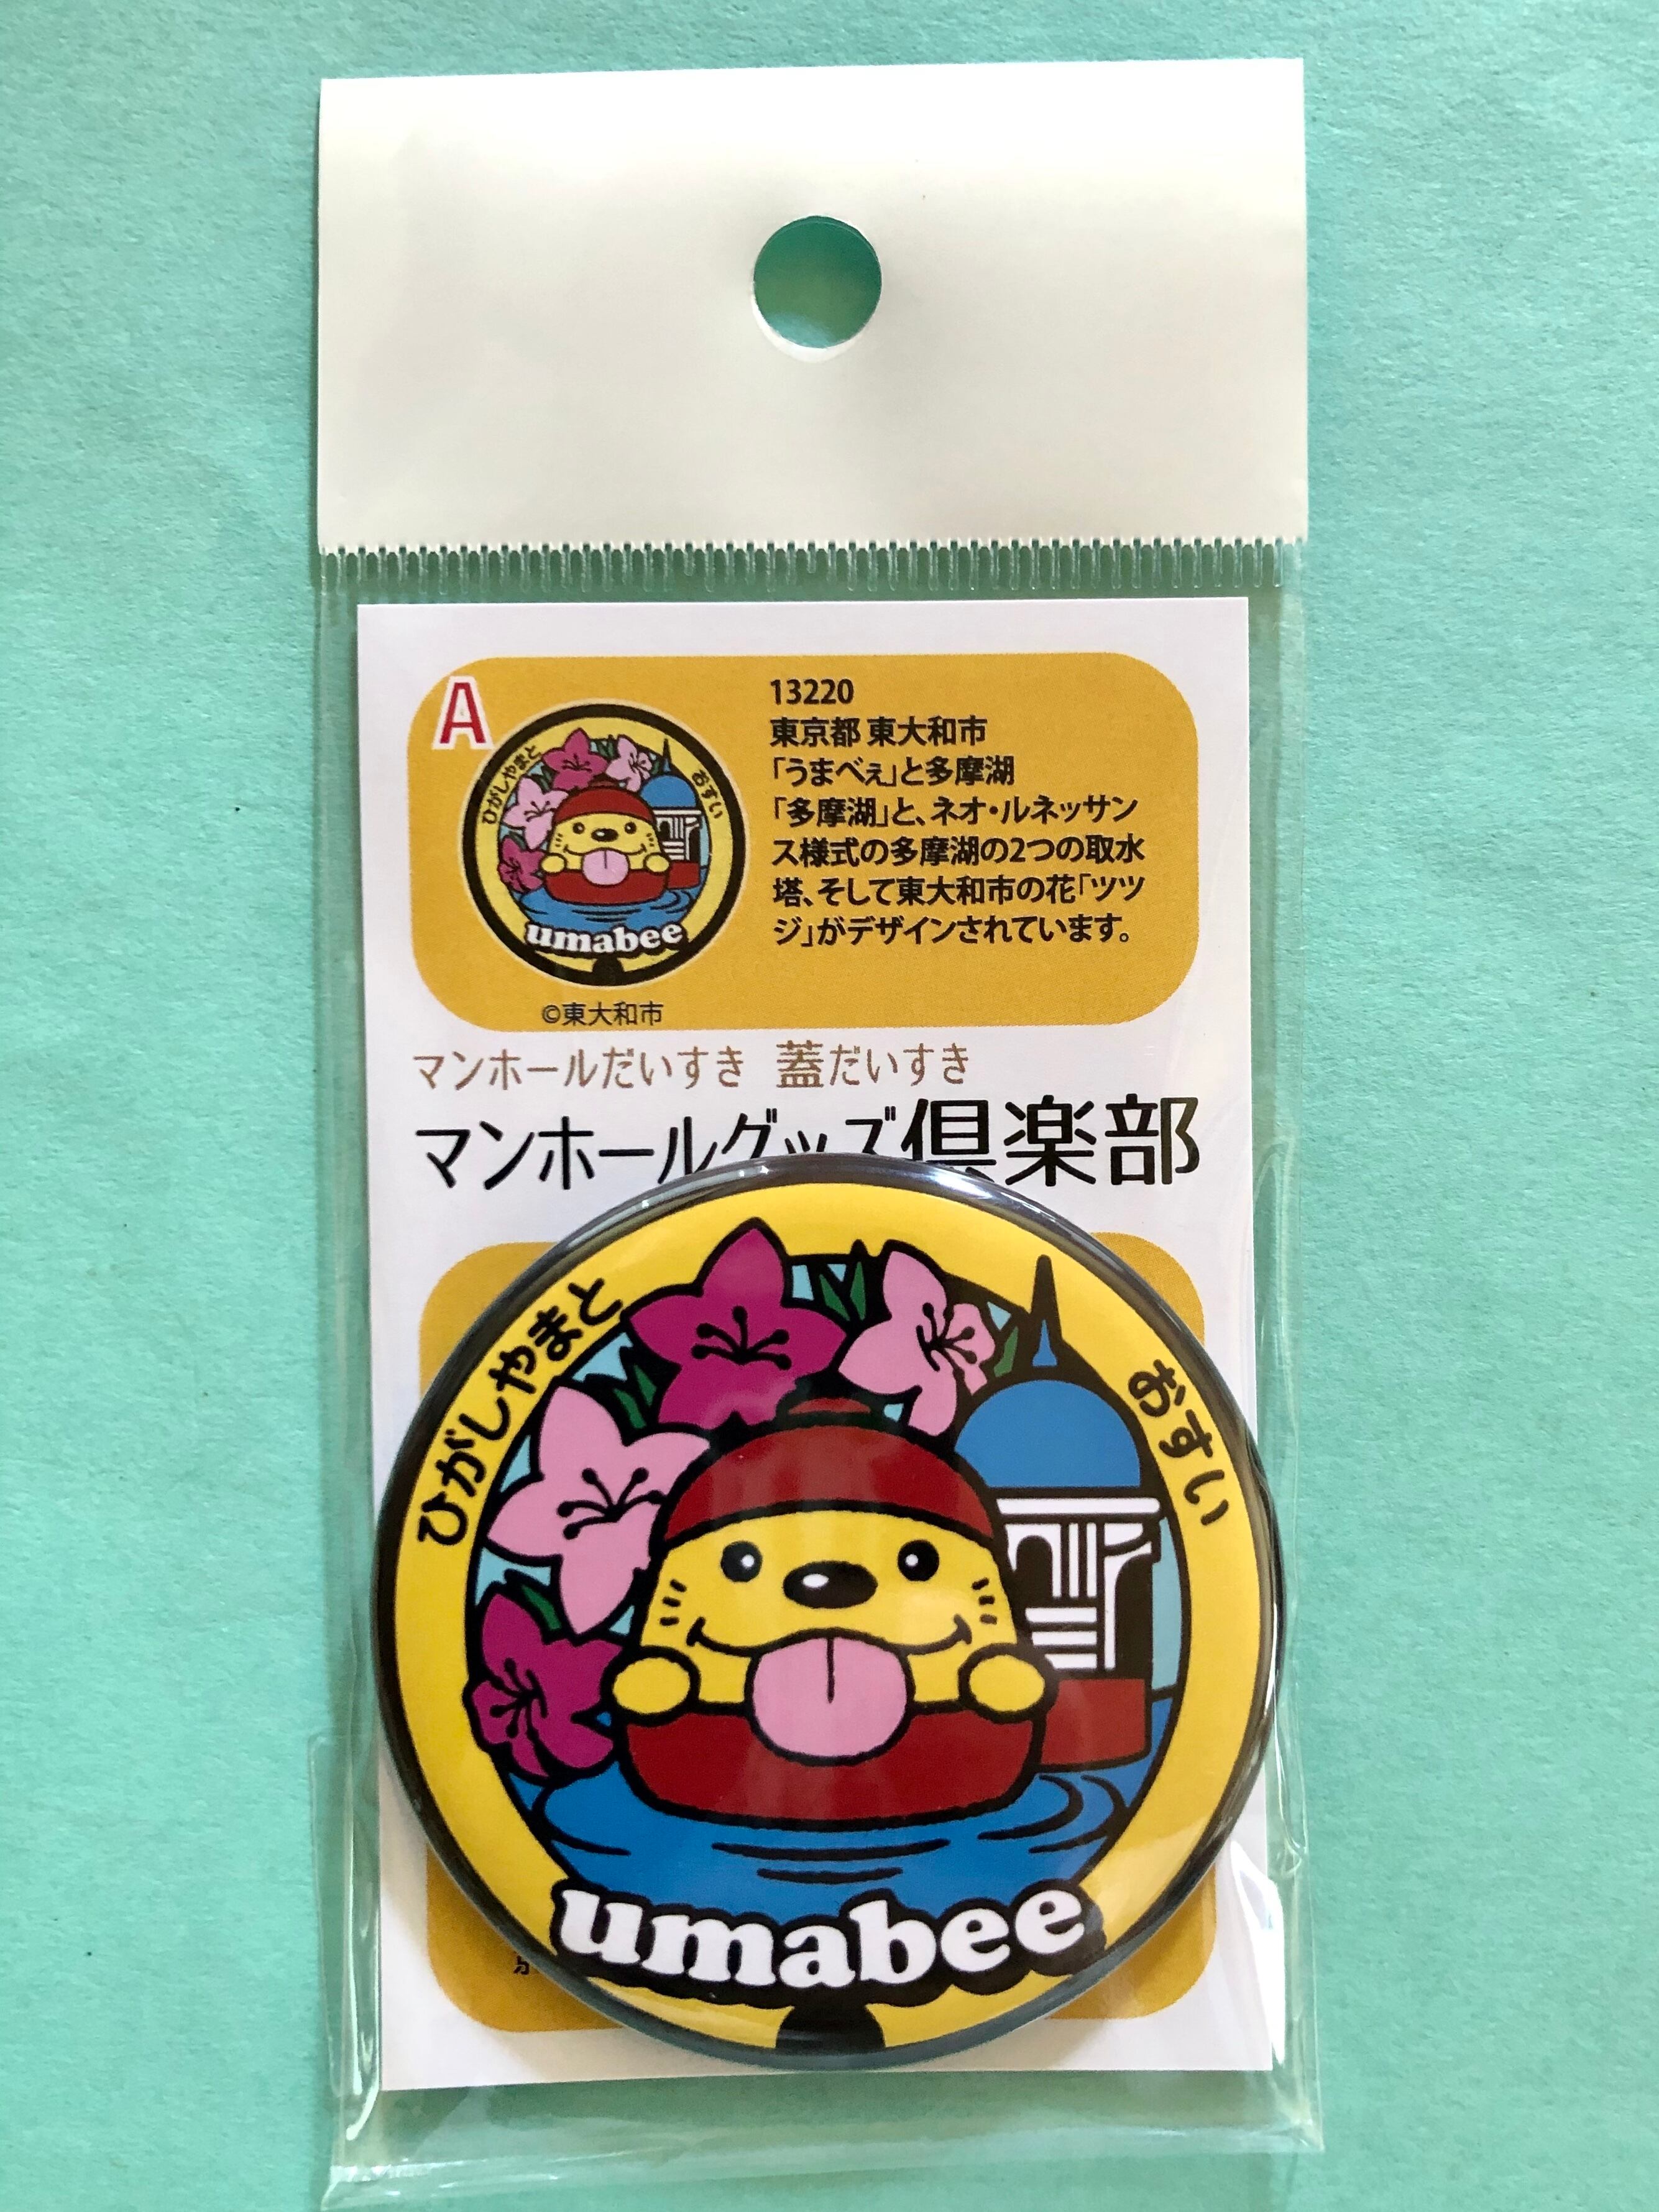 A
13220
東京都 東大和市
「うまべぇ」と多摩湖
「多摩湖」と、ネオ・ルネッサン
ス様式の多摩湖の2つの取水
塔、そして東大和市の花「ツツ
ジ」がデザインされています。
ひがしやまと
おすい
umabee
©東大和市
マンホールだいすき 蓋だいすき
マンホールグッズ倶楽部
ひがしやまと
おすい
umabee